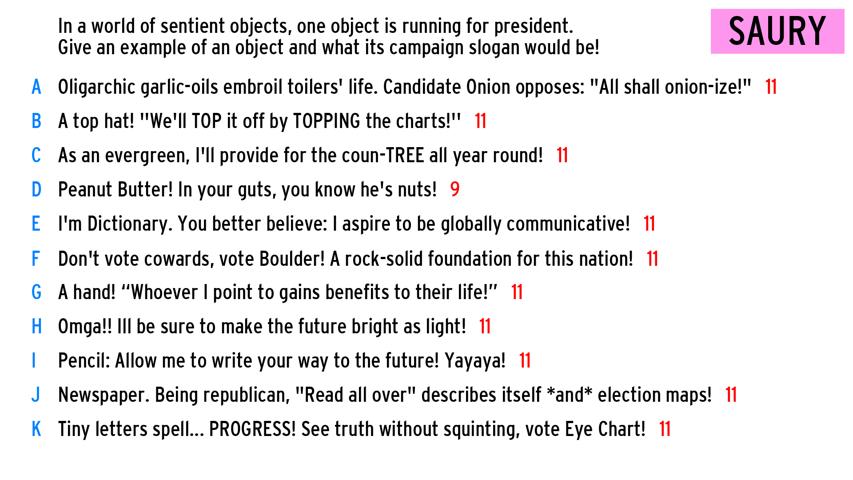 In a world of sentient objects, one object is running for president.
Give an example of an object and what its campaign slogan would be!
SAURY
A Oligarchic garlic-oils embroil toilers' life. Candidate Onion opposes: "All shall onion-ize!" 11
B A top hat! "We'll TOP it off by TOPPING the charts!'' 11
C As an evergreen, I'll provide for the coun-TREE all year round! 11
D Peanut Butter! In your guts, you know he's nuts! 9
E I'm Dictionary. You better believe: I aspire to be globally communicative! 11
F Don't vote cowards, vote Boulder! A rock-solid foundation for this nation! 11
G A hand! “Whoever I point to gains benefits to their life!” 11
H Omga!! Ill be sure to make the future bright as light! 11
I Pencil: Allow me to write your way to the future! Yayaya! 11
J Newspaper. Being republican, "Read all over" describes itself *and* election maps! 11
K Tiny letters spell... PROGRESS! See truth without squinting, vote Eye Chart! 11